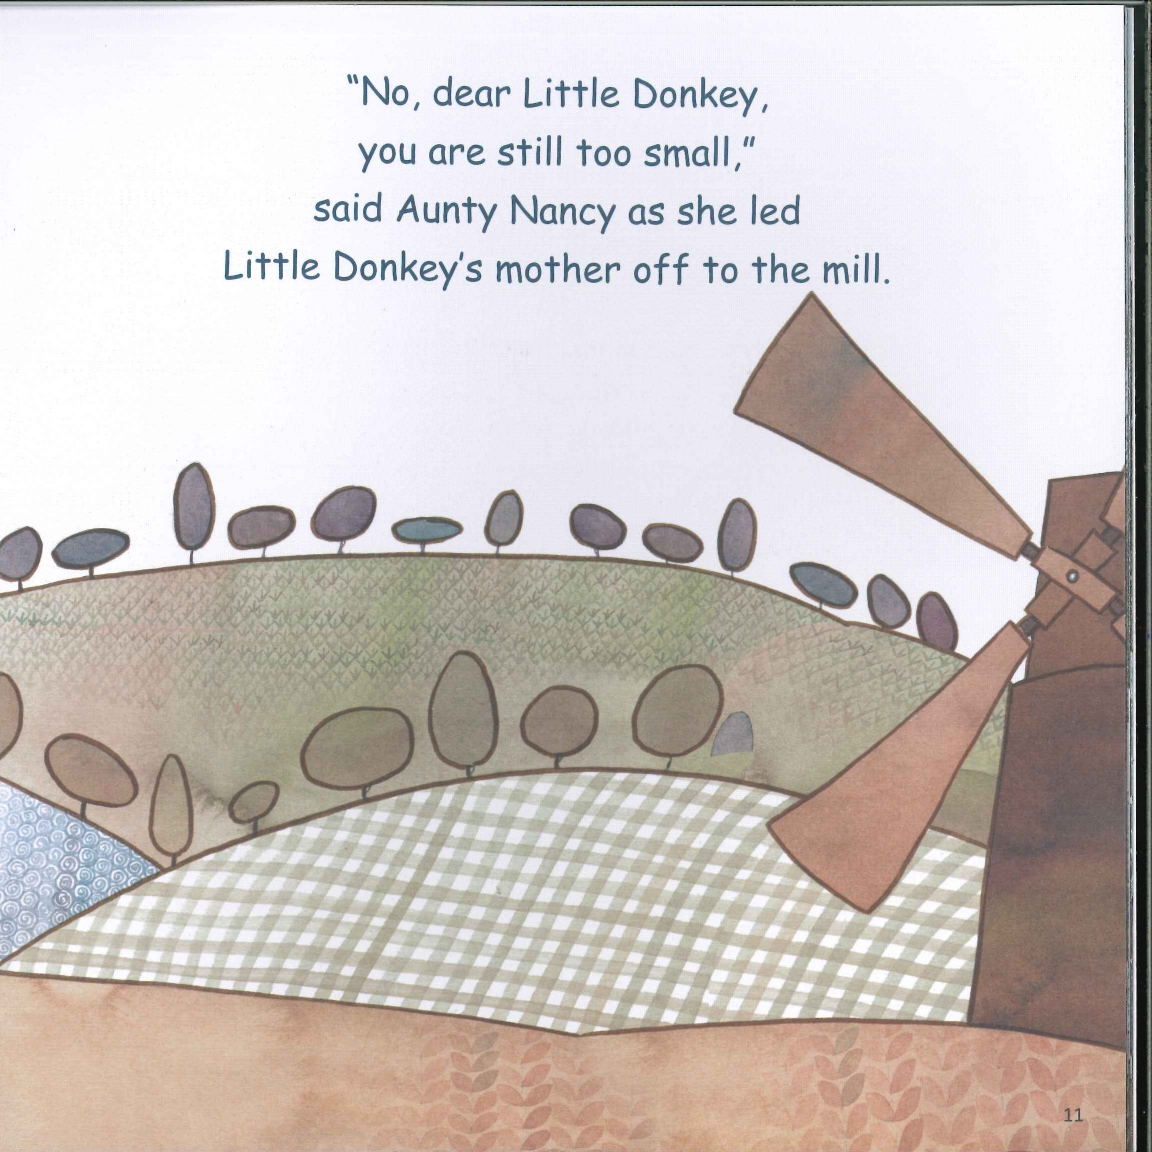 “No, dear Little Donkey,
you are still too small,”
said Aunty Nancy as she led
Little Donkey’s mother off to the mill.
11